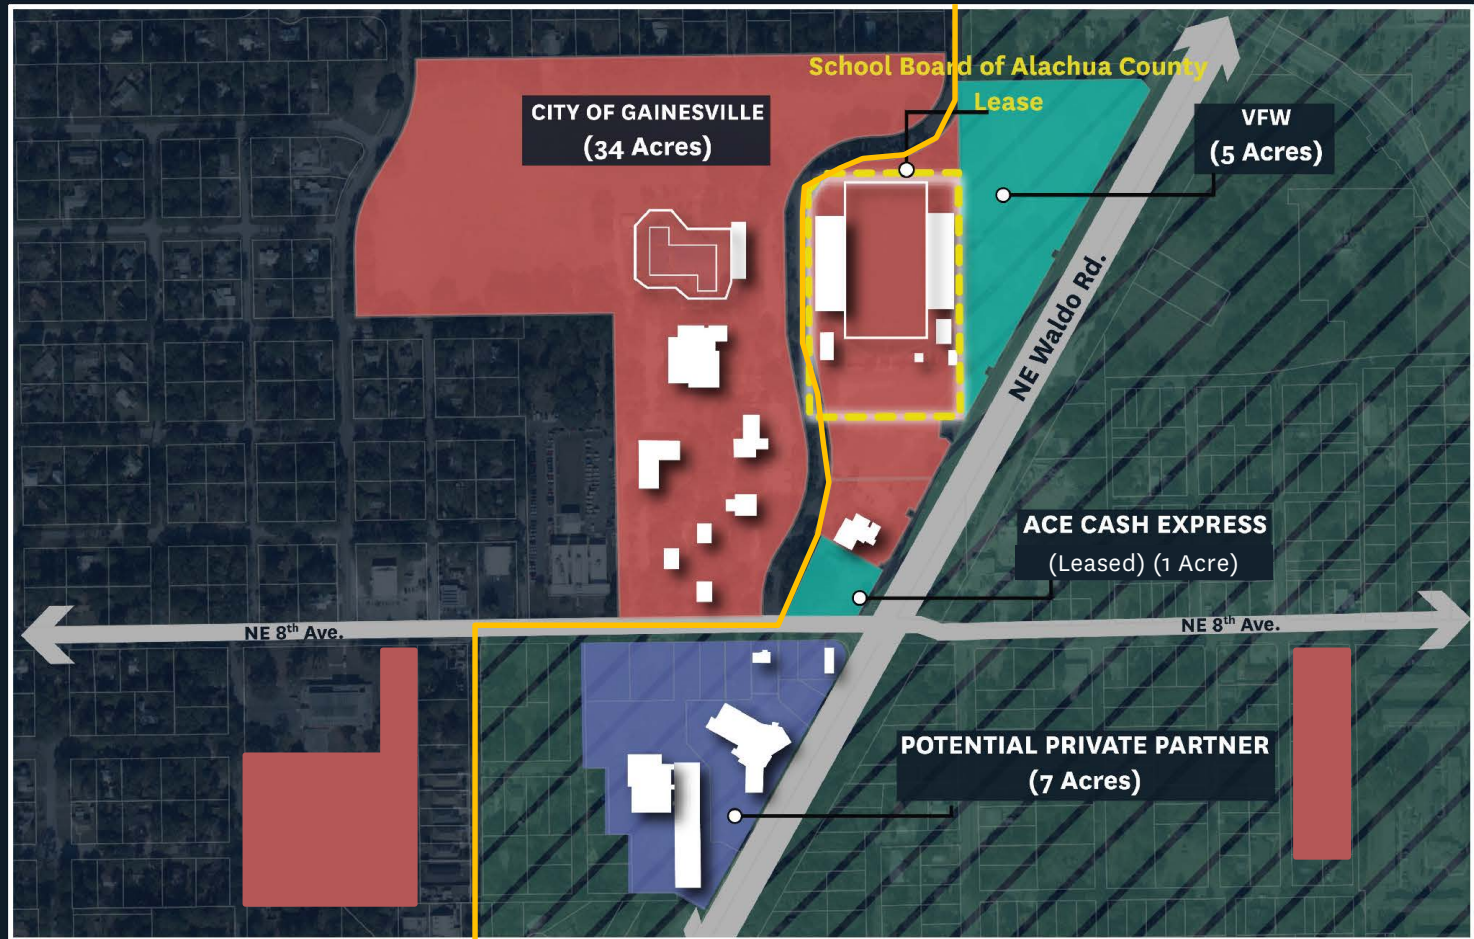 School Board of Alachua County
Lease
CITY OF GAINESVILLE
(34 Acres)
VFW
(5 Acres)
NE Waldo Rd.
ACE CASH EXPRESS
(Leased) (1 Acre)
NE 8th Ave.
NE 8th Ave.
POTENTIAL PRIVATE PARTNER
(7 Acres)